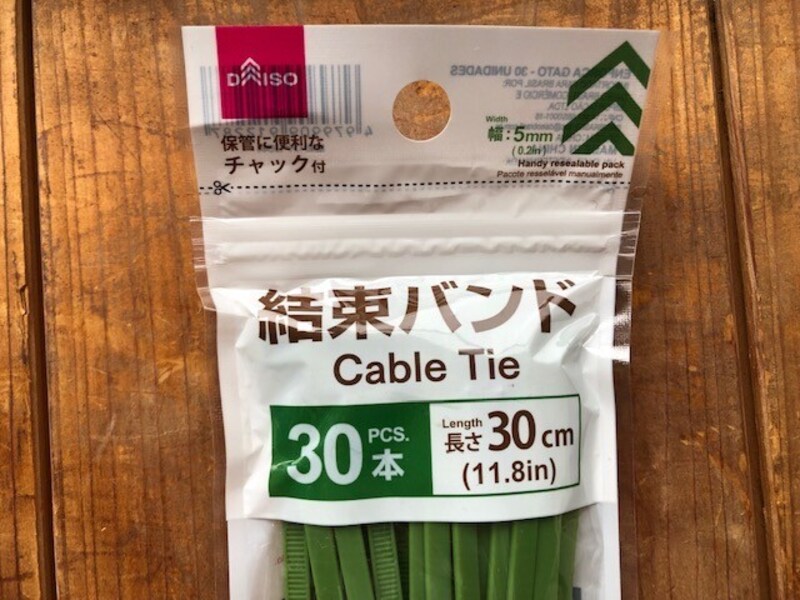 DAISO
保管に便利な
チャック付
Width
幅:5mm
(0.2in)
Handy resealable pack
Pacote resselável manualmente
結束バンド
Cable Tie
30 PCS.
本
Length
長さ 30 cm
(11.8in)